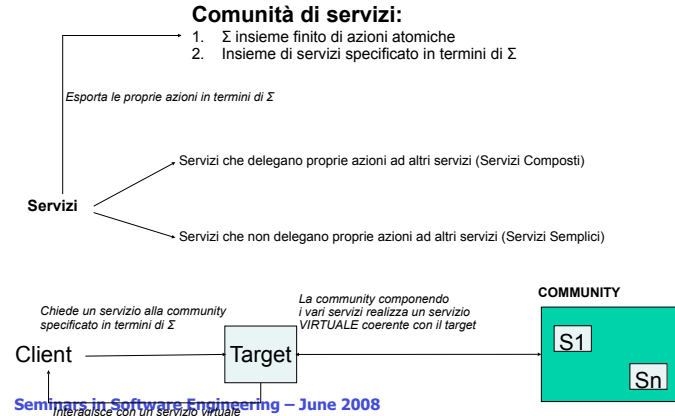 Comunità di servizi:
1. Σ insieme finito di azioni atomiche
2. Insieme di servizi specificato in termini di Σ
Esporta le proprie azioni in termini di Σ
Servizi che delegano proprie azioni ad altri servizi (Servizi Composti)
Servizi
Servizi che non delegano proprie azioni ad altri servizi (Servizi Semplici)
Chiede un servizio alla community
specificato in termini di Σ
La community componendo
i vari servizi realizza un servizio
VIRTUALE coerente con il target
COMMUNITY
Client
Target
S1
Sn
Seminars in Software Engineering – June 2008
Interagisce con un servizio virtuale